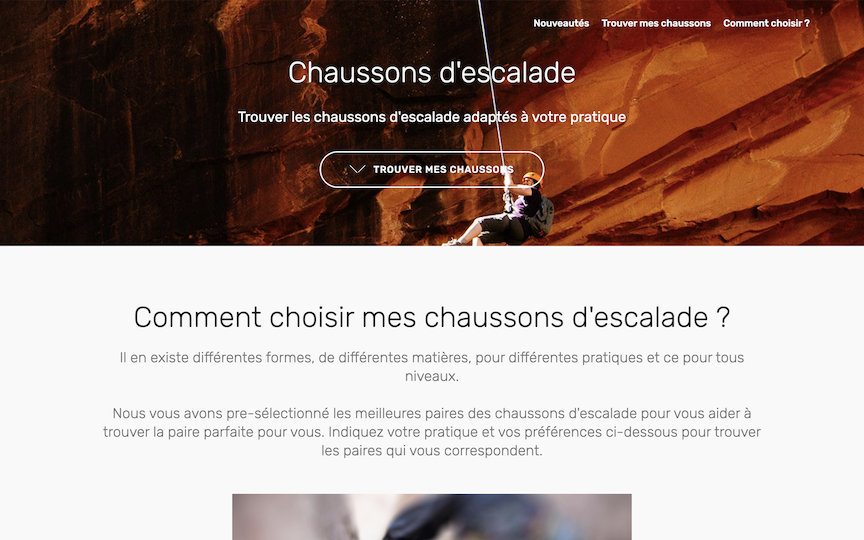 Nouveautés Trouver mes chaussons Comment choisir ?
Chaussons d'escalade
Trouver les chaussons d'escalade adaptés à votre pratique
TROUVER MES CHAUSSONS
Comment choisir mes chaussons d'escalade ?
Il en existe différentes formes, de différentes matières, pour différentes pratiques et ce pour tous
niveaux.
Nous vous avons pre-sélectionné les meilleures paires des chaussons d'escalade pour vous aider à
trouver la paire parfaite pour vous. Indiquez votre pratique et vos préférences ci-dessous pour trouver
les paires qui vous correspondent.